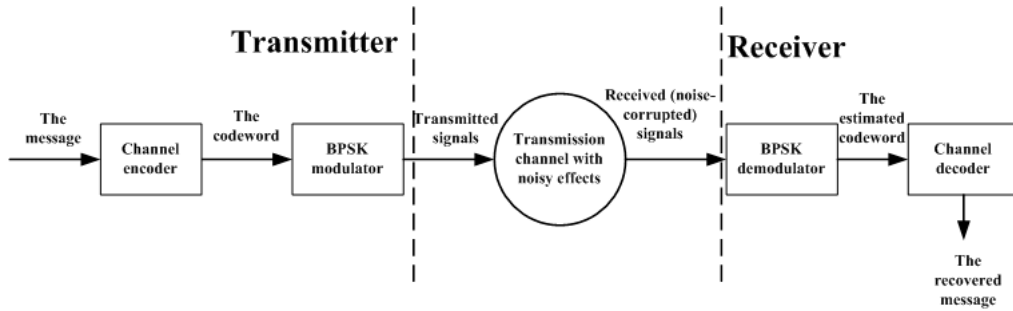 Transmitter
Receiver
The
message
Channel
encoder
The
codeword
BPSK
modulator
Transmitted
signals
Transmission
channel with
noisy effects
Received (noise-
corrupted)
signals
BPSK
demodulator
The
estimated
codeword
Channel
decoder
The
recovered
message